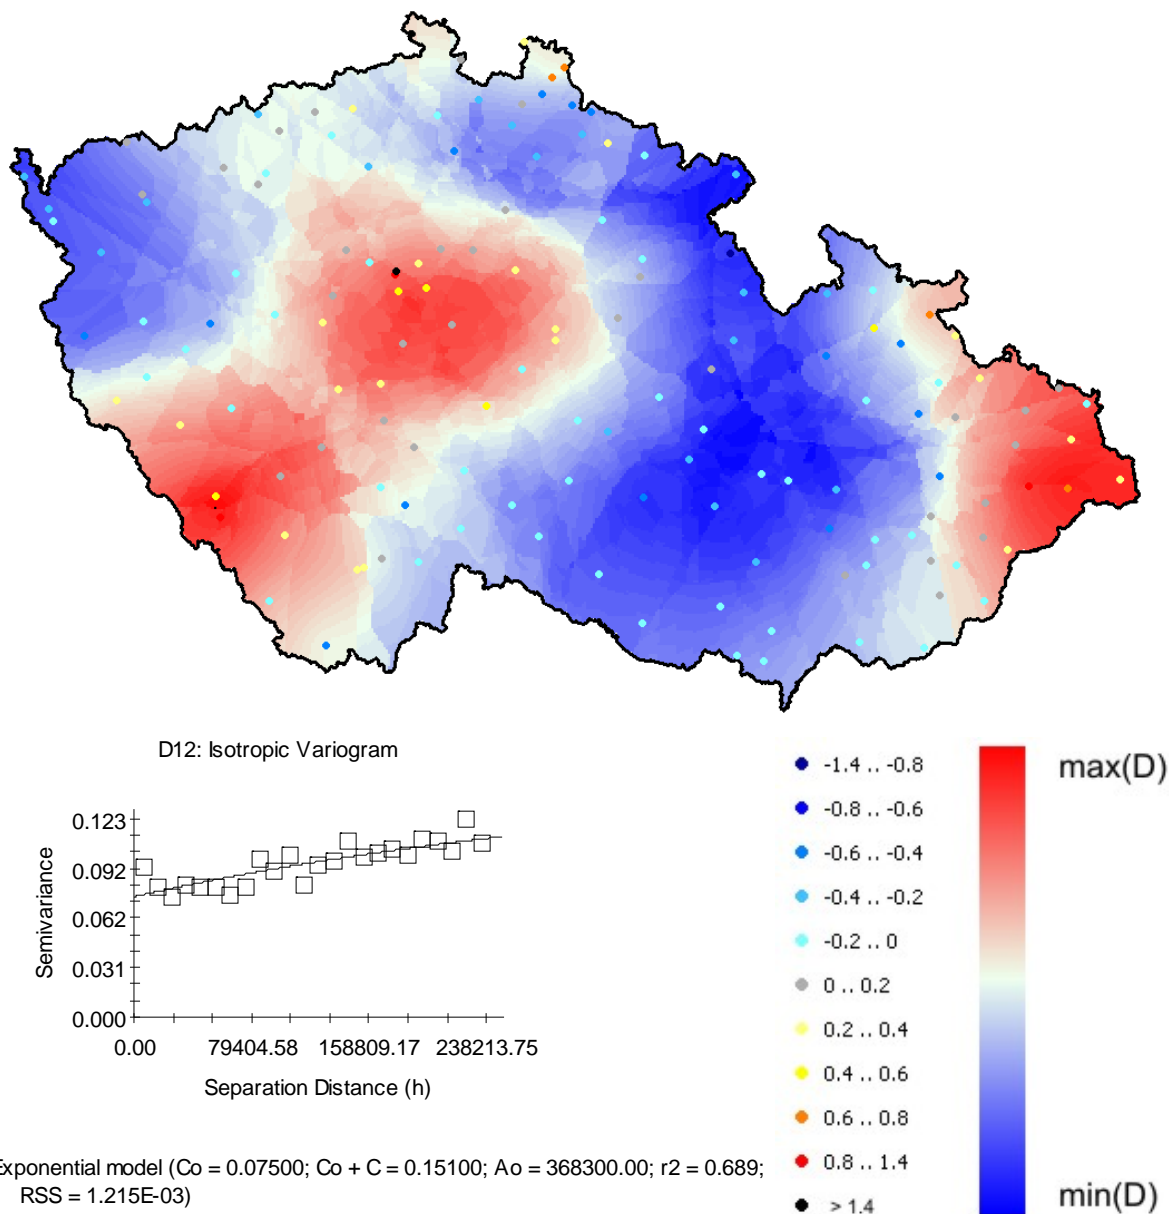 D12: Isotropic Variogram
0.123
0.092
0.062
0.031
0.000
Semivariance
0.00 79404.58 158809.17 238213.75
Separation Distance (h)
Exponential model (Co = 0.07500; Co + C = 0.15100; Ao = 368300.00; r2 = 0.689;
RSS = 1.215E-03)
-1.4 .. -0.8
-0.8 .. -0.6
-0.6 .. -0.4
-0.4 .. -0.2
-0.2 .. 0
0 .. 0.2
0.2 .. 0.4
0.4 .. 0.6
0.6 .. 0.8
0.8 .. 1.4
> 1.4
max(D)
min(D)